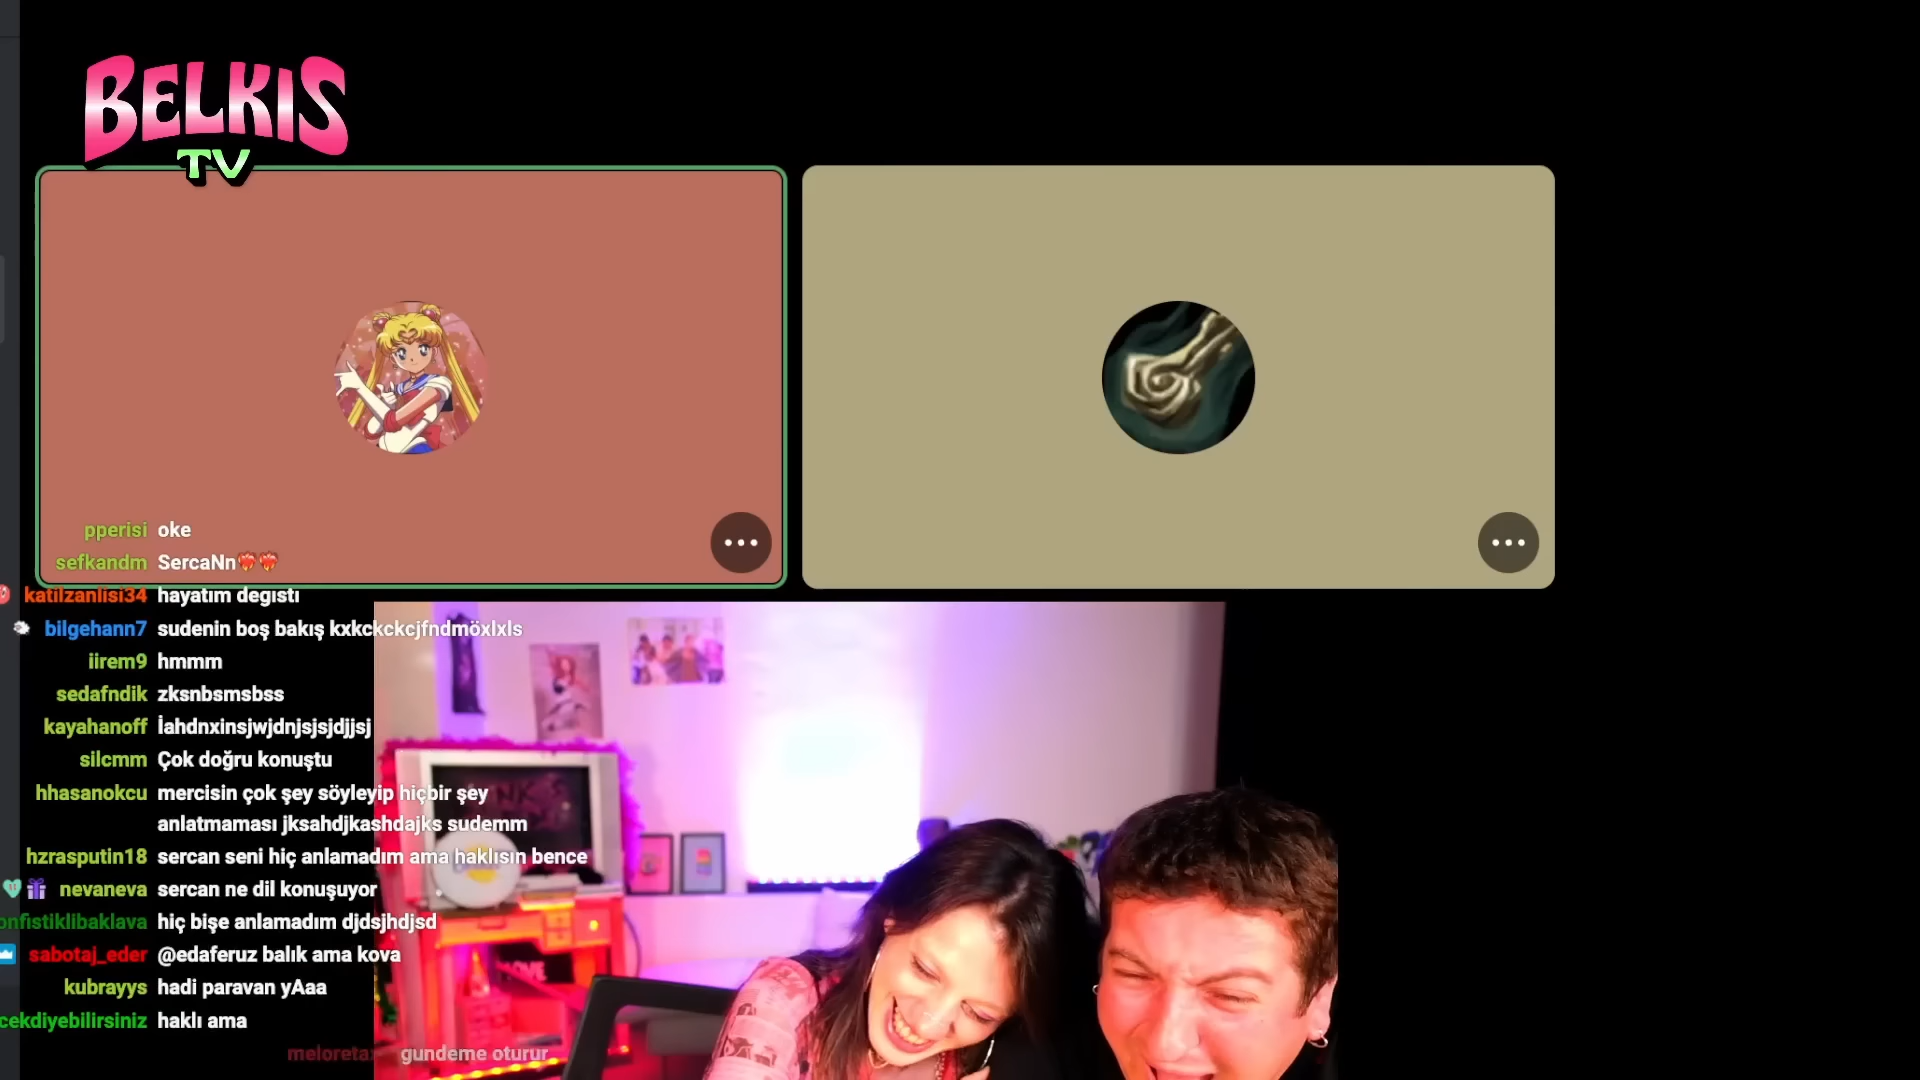 BELKIS
TV
pperisi oke
sefkandm SercaNn
katilzanlisi34 hayatım degıstı
bilgehann7 sudenin boş bakış kxkckckcjfndmöxlxls
iirem9 hmmm
sedafndik zksnbsmsbss
kayahanoff İahdnxinsjwjdnjsjsjdjjsj
silcmm Çok doğru konuştu
hhasanokcu mercisin çok şey söyleyip hiçbir şey
anlatmaması jksahdjkashdajks sudemm
hzrasputin18 sercan seni hiç anlamadım ama haklısın bence
nevaneva sercan ne dil konuşuyor
onfistiklibaklava hiç bişe anlamadım djdsjhdjsd
sabotaj_eder @edaferuz balık ama kova
kubrayys hadi paravan yAaa
cekdiyebilirsiniz haklı ama
gundeme oturur